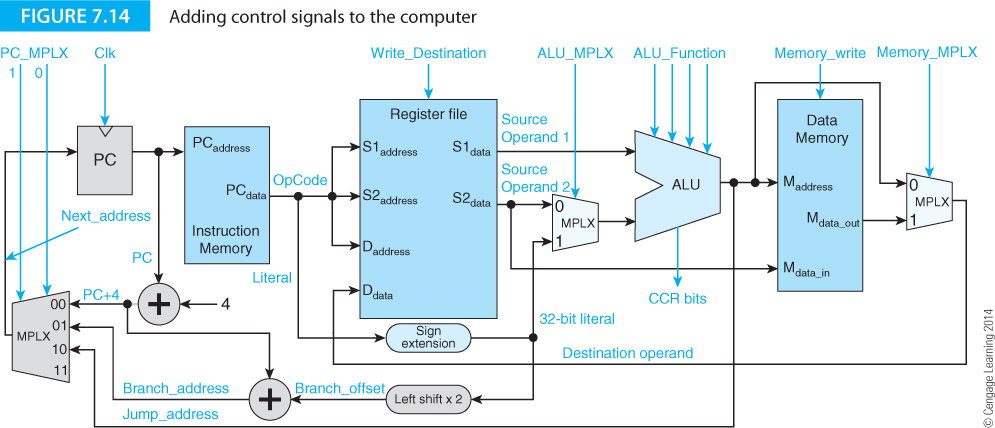 FIGURE 7.14
Adding control signals to the computer
PC_MPLX
1 0
Clk
Write_Destination
ALU_MPLX
ALU_Function
Memory_write
Memory_MPLX
PC
PCaddress
PCdata
Instruction
Memory
OpCode
Register file
S1address
S1data
S2address
S2data
Daddress
Ddata
Source
Operand 1
Source
Operand 2
0
MPLX
1
ALU
CCR bits
Data
Memory
Maddress
Mdata_out
Mdata_in
0
MPLX
1
Next_address
PC
Literal
PC+4
4
+
00
01
MPLX
10
11
Sign
extension
32-bit literal
Destination operand
Branch_address
+
Branch_offset
Left shift x 2
Jump_address
© Cengage Learning 2014